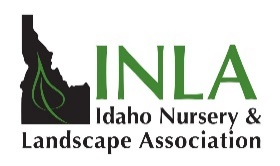 INLA
Idaho Nursery &
Landscape Association